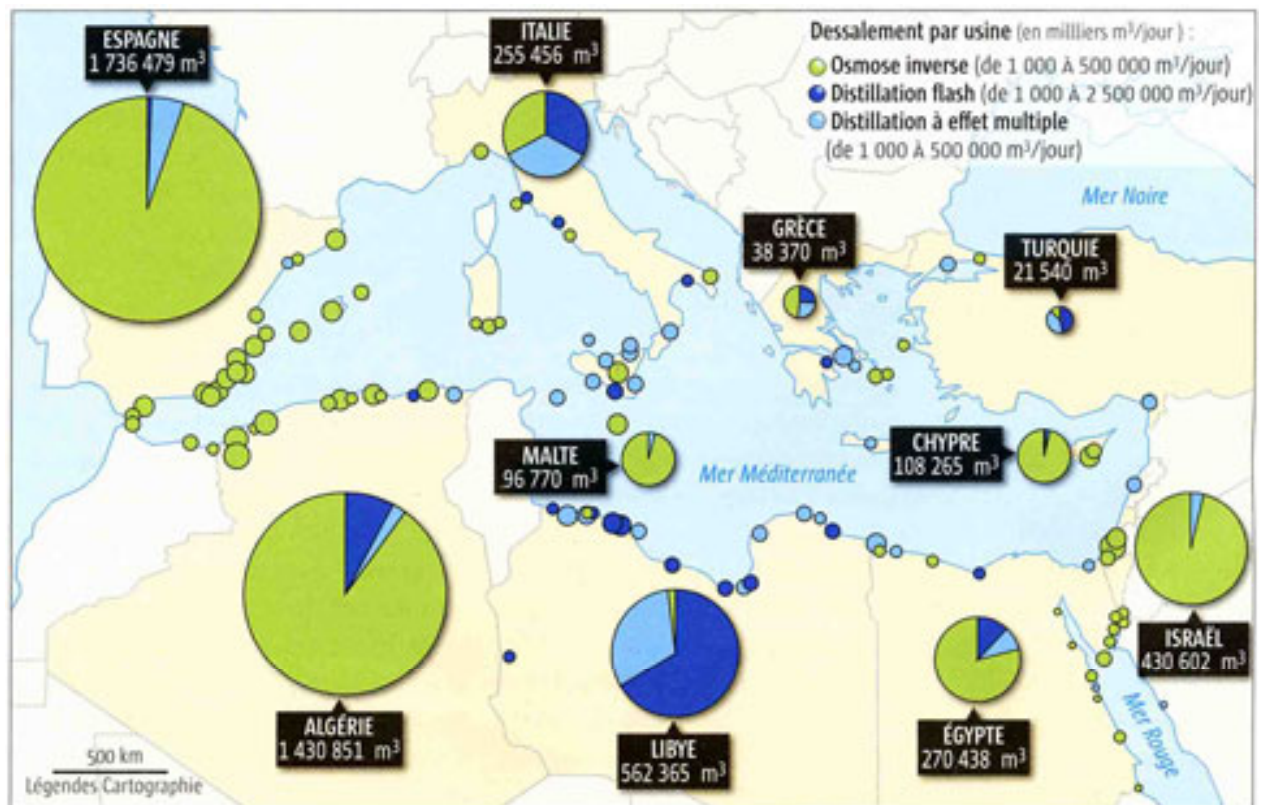 ESPAGNE
1 736 479 m³
ITALIE
255 456 m³
Dessalement par usine (en millliers m³/jour ) :
Osmose inverse (de 1 000 À 500 000 m³/jour)
Distillation flash (de 1 000 À 2 500 000 m³/jour)
Distillation à effet multiple
(de 1 000 À 500 000 m³/jour)
Mer Noire
GRÈCE
38 370 m³
TURQUIE
21 540 m³
MALTE
96 770 m³
Mer Méditerranée
CHYPRE
108 265 m³
ISRAËL
430 602 m³
ALGÉRIE
1 430 851 m³
LIBYE
562 365 m³
ÉGYPTE
270 438 m³
Mer Rouge
500 km
Légendes Cartographie